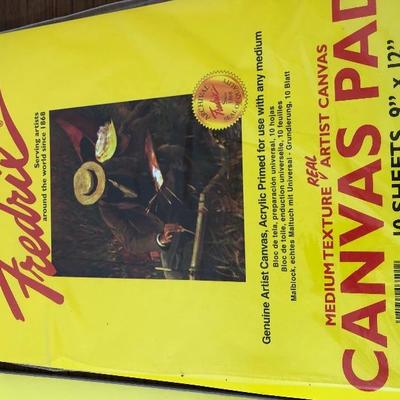 Fredrix®
Serving artists
around the world since 1868
ARCHIVAL
Fredrix
Genuine Artist Canvas, Acrylic Primed for use with any medium
Bloc de tela, preparación universal, 10 hojas
Bloc de toile, enduction universelle, 10 feuilles
Malblock, echtes Maltuch mit Universal - Grundierung, 10 Blatt
MEDIUM TEXTURE REAL ARTIST CANVAS
CANVAS PAD
10 SHEETS 9" x 12"